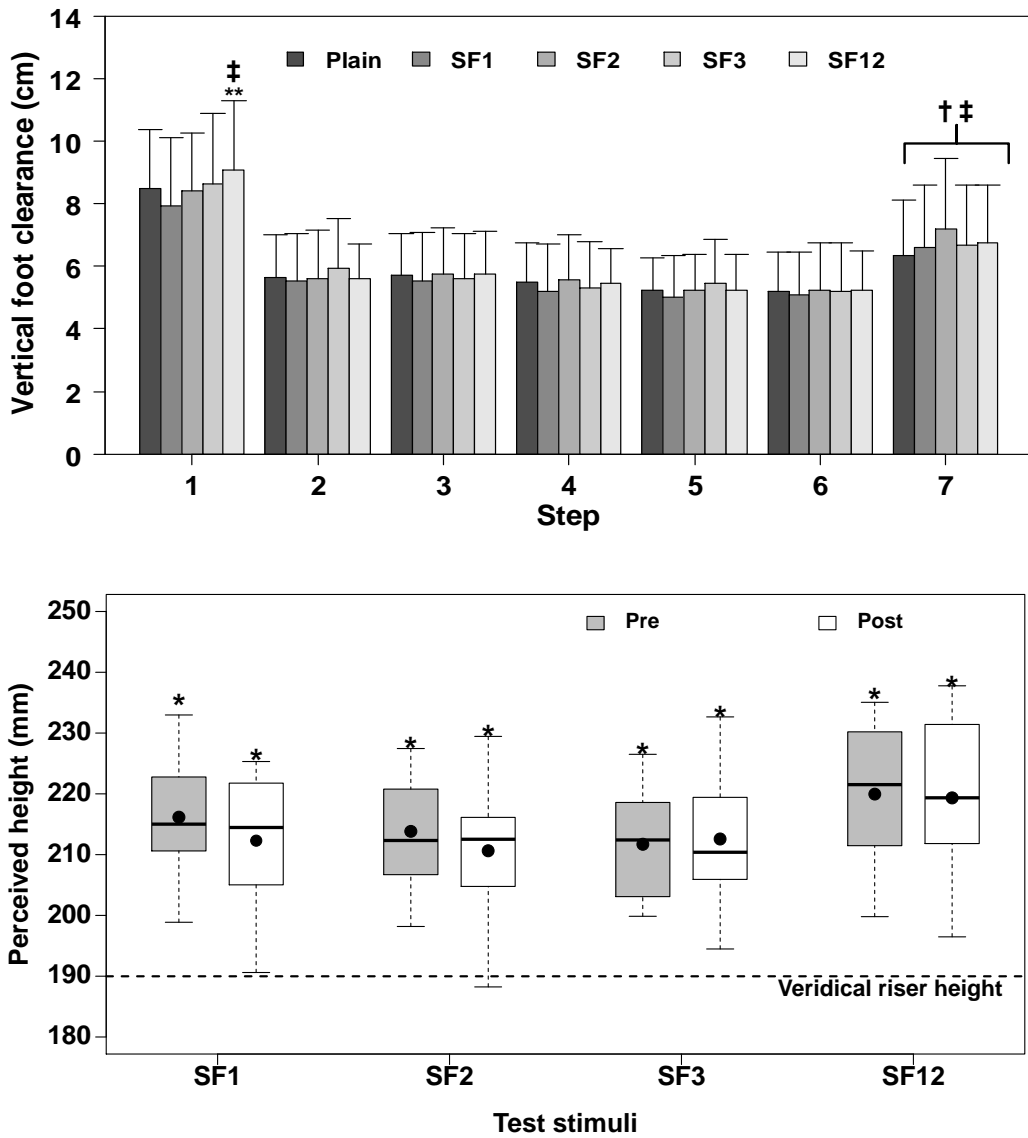 14
12
10
8
6
4
2
0
Vertical foot clearance (cm)
Plain SF1 SF2 SF3 SF12
‡
**
† ‡
1 2 3 4 5 6 7
Step
250
240
230
220
210
200
190
180
Perceived height (mm)
Pre Post
* * * * * * * *
Veridical riser height
SF1 SF2 SF3 SF12
Test stimuli